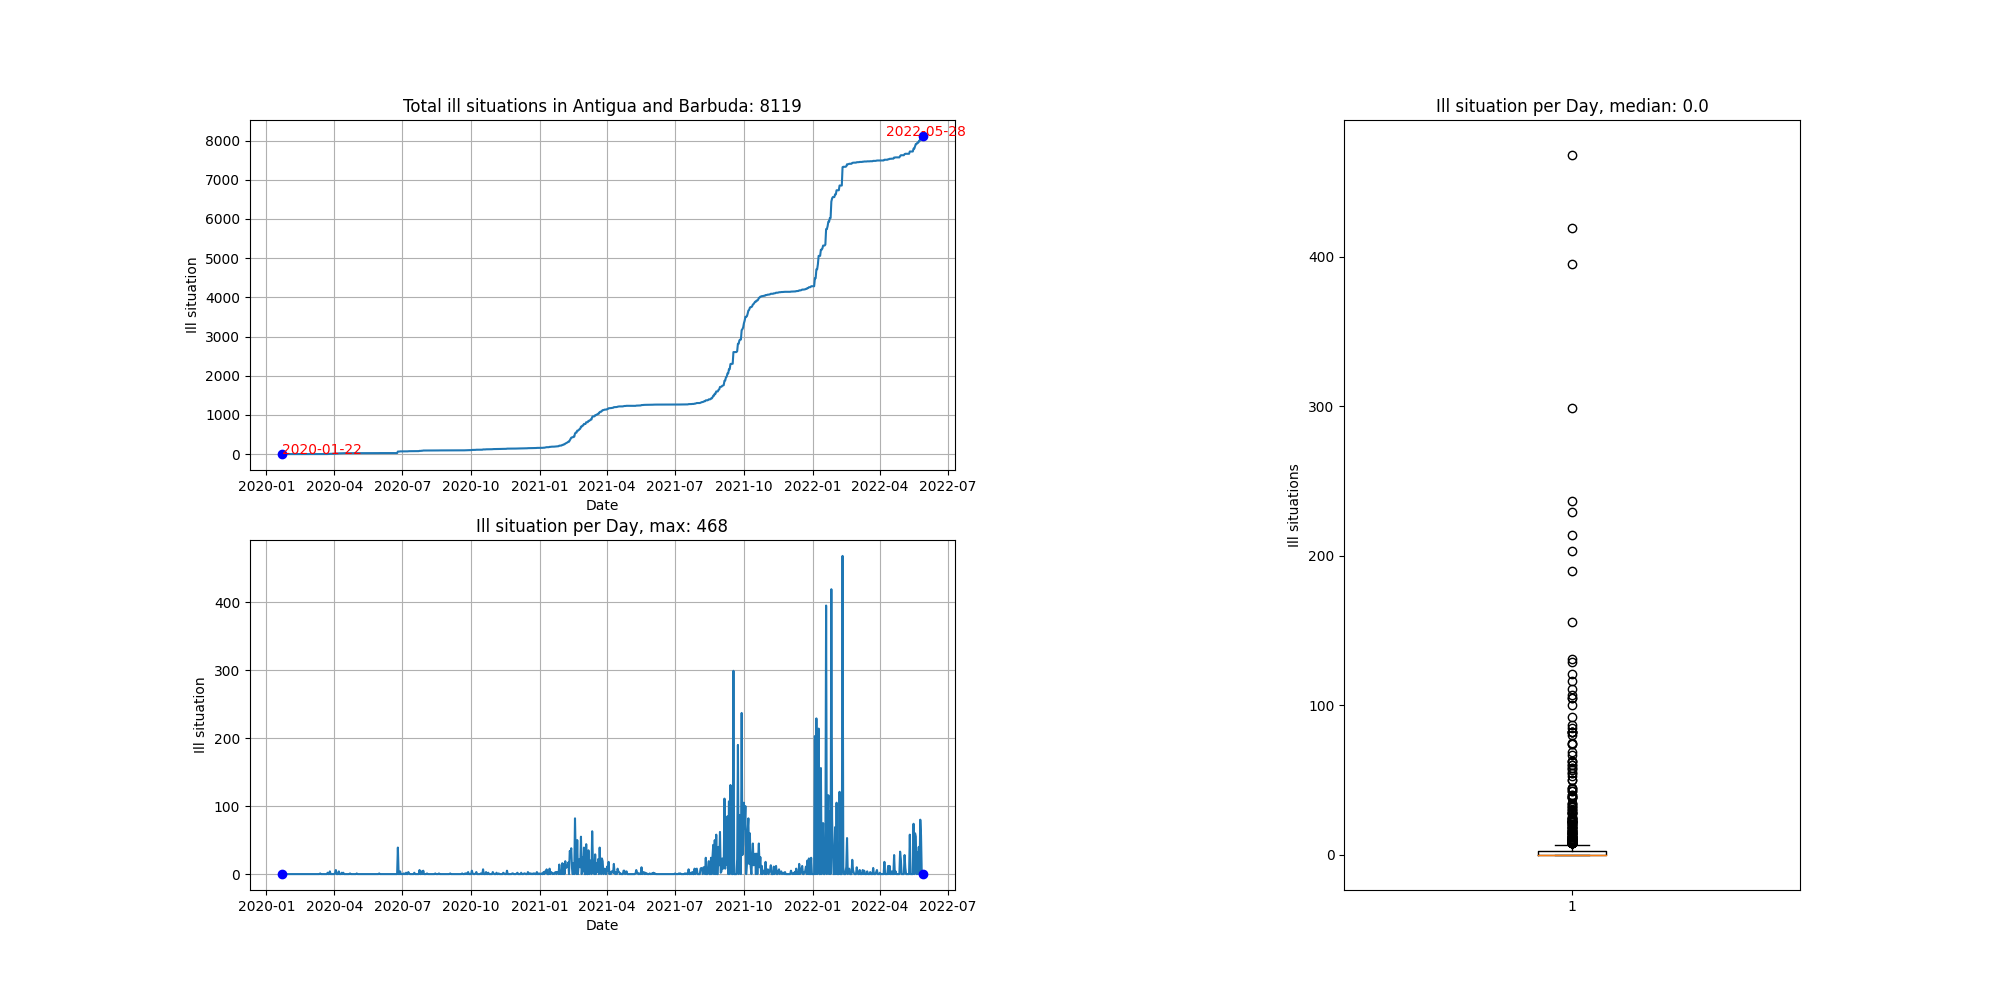 Total ill situations in Antigua and Barbuda: 8119
Ill situation
8000
7000
6000
5000
4000
3000
2000
1000
0
2020-01-22
2022-05-28
2020-01 2020-04 2020-07 2020-10 2021-01 2021-04 2021-07 2021-10 2022-01 2022-04 2022-07
Date
Ill situation per Day, max: 468
Ill situation
400
300
200
100
0
2020-01 2020-04 2020-07 2020-10 2021-01 2021-04 2021-07 2021-10 2022-01 2022-04 2022-07
Date
Ill situation per Day, median: 0.0
Ill situations
400
300
200
100
0
1